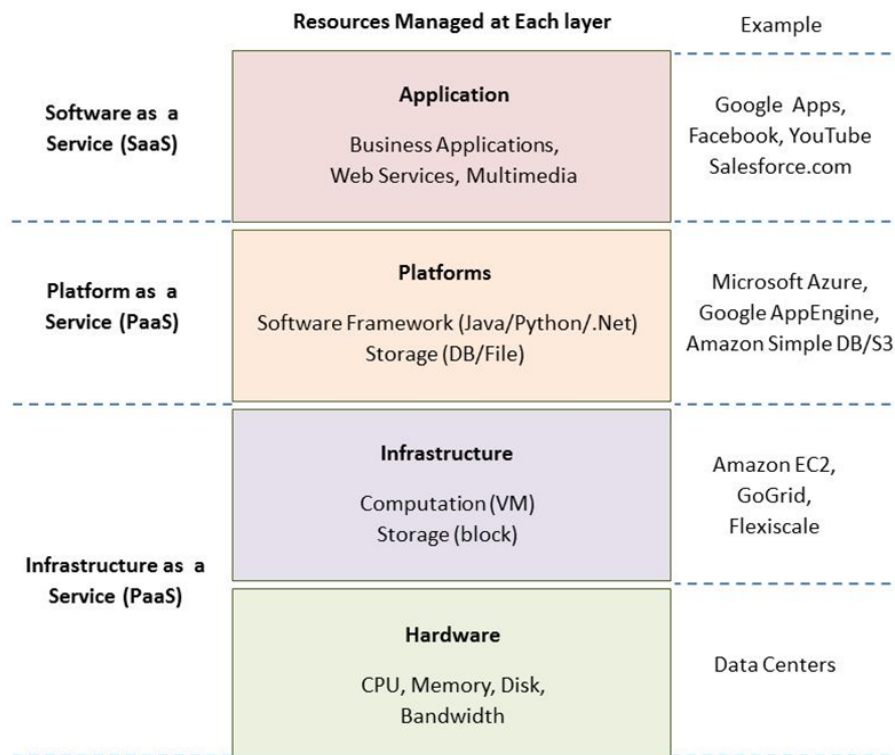 Resources Managed at Each layer
Example
Software as a
Service (SaaS)
Application
Business Applications,
Web Services, Multimedia
Google Apps,
Facebook, YouTube
Salesforce.com
Platform as a
Service (PaaS)
Platforms
Software Framework (Java/Python/.Net)
Storage (DB/File)
Microsoft Azure,
Google AppEngine,
Amazon Simple DB/S3
Infrastructure as a
Service (PaaS)
Infrastructure
Computation (VM)
Storage (block)
Amazon EC2,
GoGrid,
Flexiscale
Hardware
CPU, Memory, Disk,
Bandwidth
Data Centers